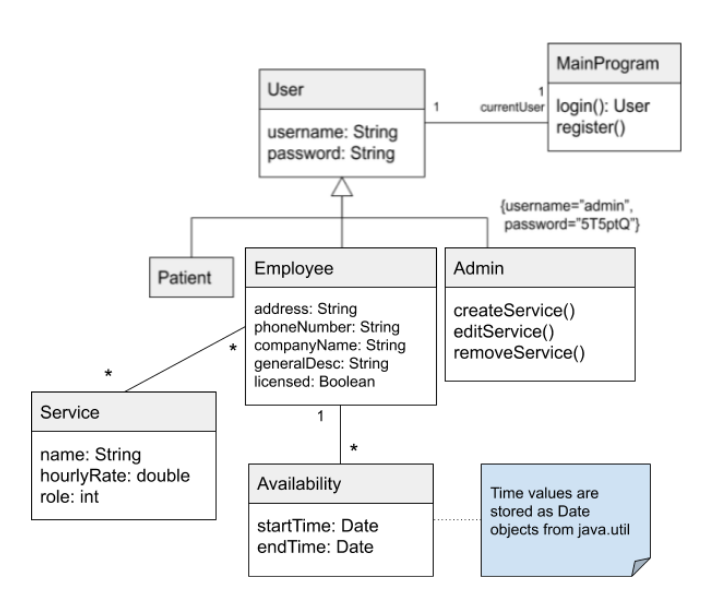 MainProgram
login(): User
register()
User
username: String
password: String
1
1
currentUser
{username="admin",
password="5T5ptQ"}
Patient
Employee
address: String
phoneNumber: String
companyName: String
generalDesc: String
licensed: Boolean
Admin
createService()
editService()
removeService()
*
*
Service
name: String
hourlyRate: double
role: int
1
*
Availability
startTime: Date
endTime: Date
Time values are
stored as Date
objects from java.util